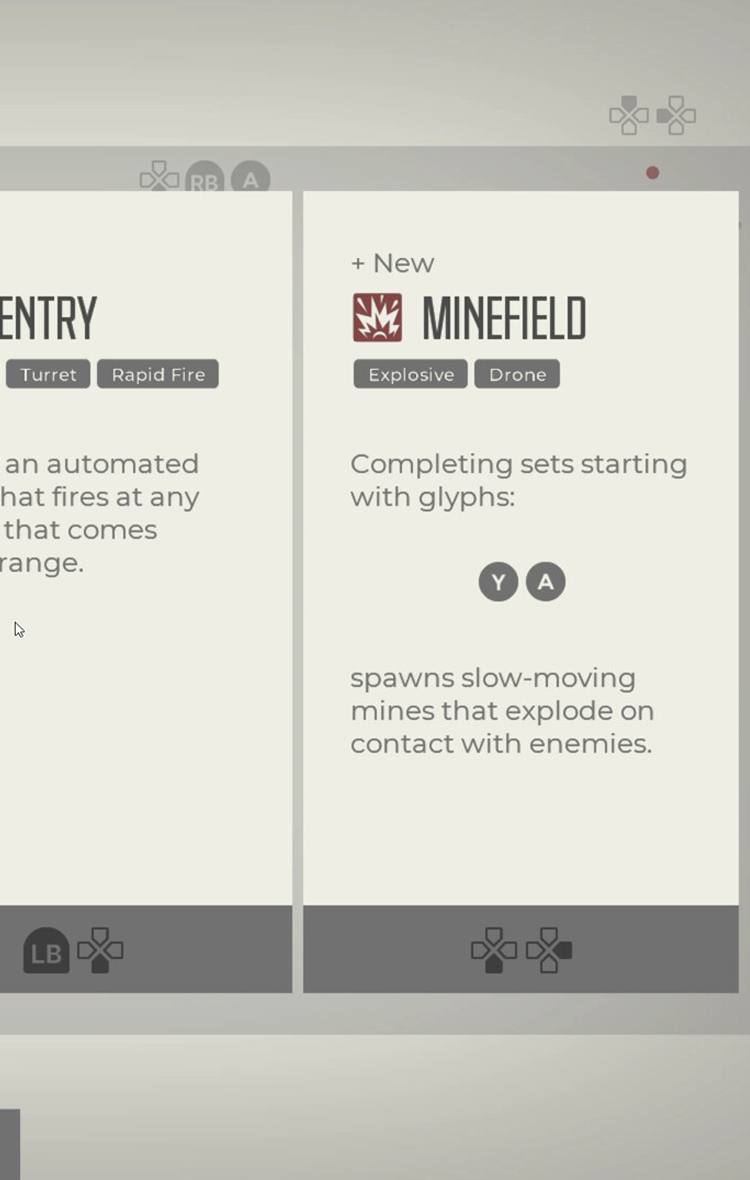 RB A
ENTRY
Turret Rapid Fire
an automated
hat fires at any
that comes
range.
LB
+ New
MINEFIELD
Explosive Drone
Completing sets starting
with glyphs:
Y A
spawns slow-moving
mines that explode on
contact with enemies.